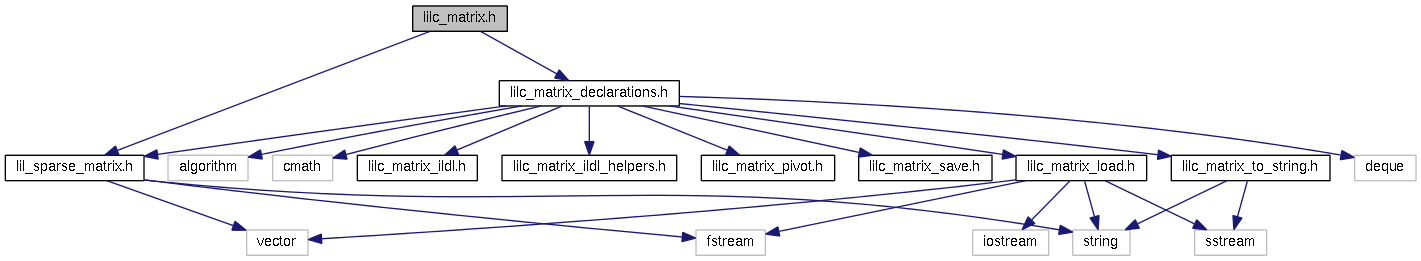 lilc_matrix.h
lilc_matrix_declarations.h
lil_sparse_matrix.h
algorithm
cmath
lilc_matrix_ildl.h
lilc_matrix_ildl_helpers.h
lilc_matrix_pivot.h
lilc_matrix_save.h
lilc_matrix_load.h
lilc_matrix_to_string.h
deque
vector
fstream
iostream
string
sstream